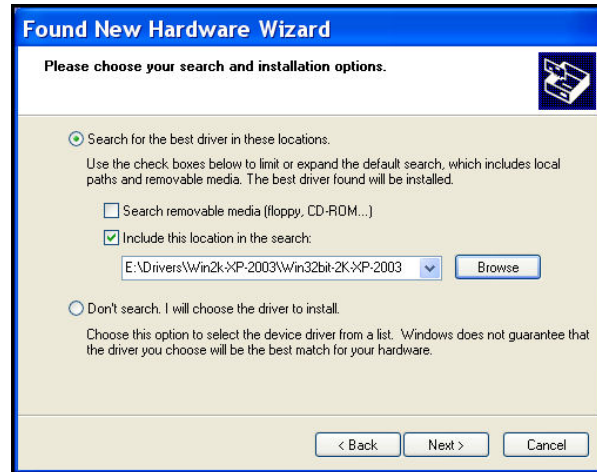 Found New Hardware Wizard
Please choose your search and installation options.
Search for the best driver in these locations.
Use the check boxes below to limit or expand the default search, which includes local
paths and removable media. The best driver found will be installed.
Search removable media (floppy, CD-ROM...)
Include this location in the search:
E:\Drivers\Win2k-XP-2003\Win32bit-2K-XP-2003
Browse
Don't search. I will choose the driver to install.
Choose this option to select the device driver from a list. Windows does not guarantee that
the driver you choose will be the best match for your hardware.
< Back Next > Cancel